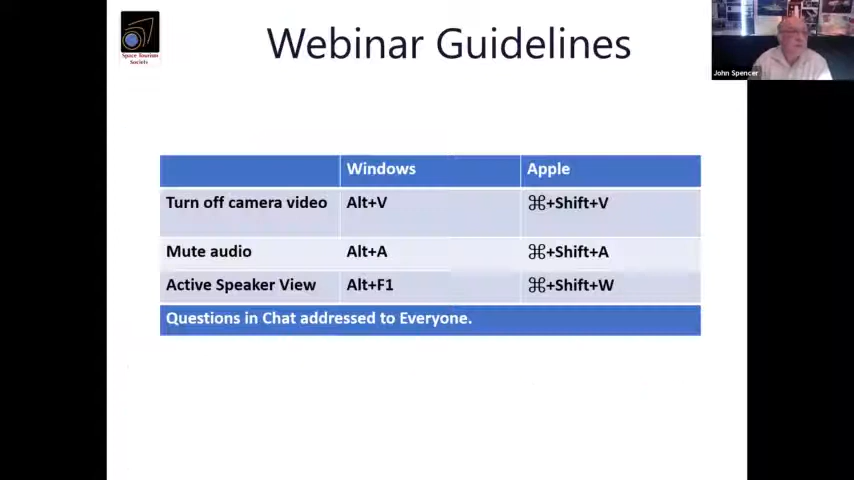 Webinar Guidelines
Space Tourism
Society
John Spencer
Windows Apple
Turn off camera video Alt+V ⌘+Shift+V
Mute audio Alt+A ⌘+Shift+A
Active Speaker View Alt+F1 ⌘+Shift+W
Questions in Chat addressed to Everyone.